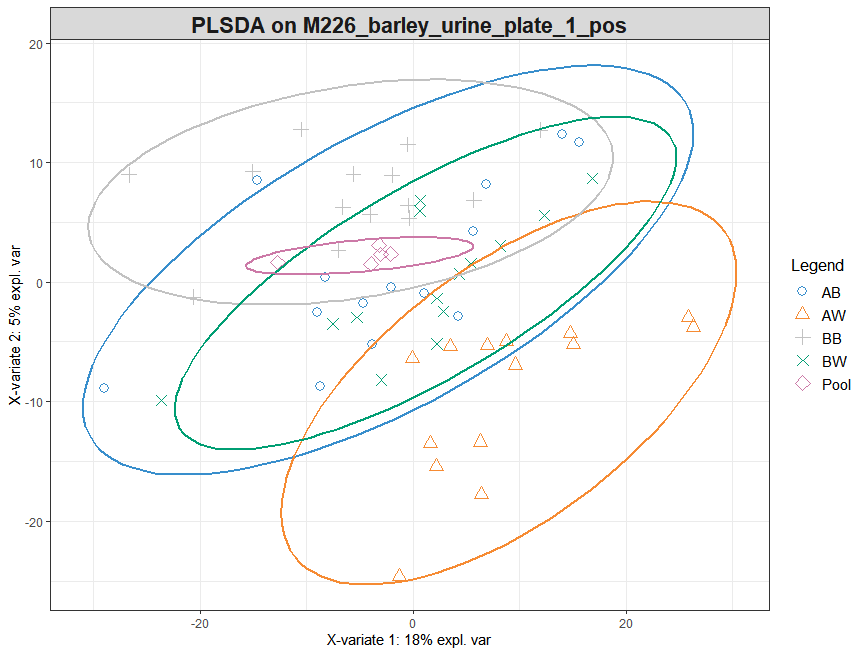 PLSDA on M226_barley_urine_plate_1_pos
20
10
0
-10
-20
X-variate 2: 5% expl. var
-20
0
20
X-variate 1: 18% expl. var
Legend
AB
AW
BB
BW
Pool